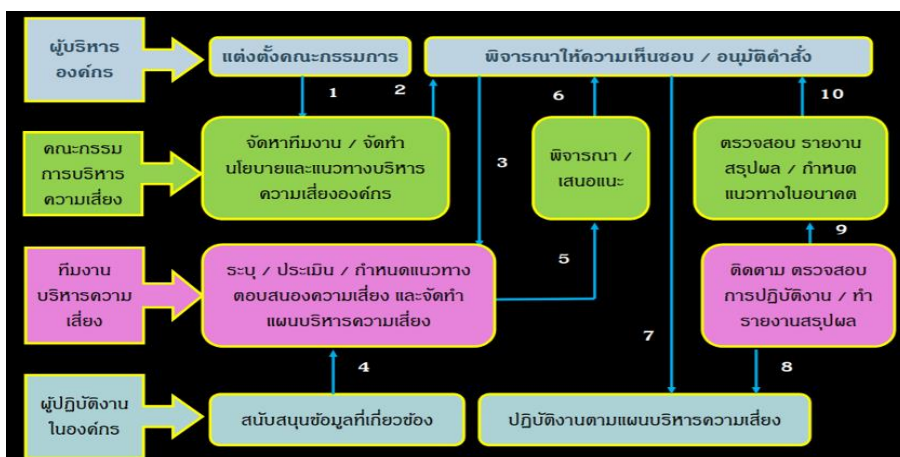 ผู้บริหาร
องค์กร
แต่งตั้งคณะกรรมการ
พิจารณาให้ความเห็นชอบ / อนุมัติคำสั่ง
1
2
6
10
คณะกรรม
การบริหาร
ความเสี่ยง
จัดหาทีมงาน / จัดทำ
นโยบายและแนวทางบริหาร
ความเสี่ยงองค์กร
3
พิจารณา /
เสนอแนะ
ตรวจสอบ รายงาน
สรุปผล / กำหนด
แนวทางในอนาคต
9
ทีมงาน
บริหารความ
เสี่ยง
ระบุ / ประเมิน / กำหนดแนวทาง
ตอบสนองความเสี่ยง และจัดทำ
แผนบริหารความเสี่ยง
5
ติดตาม ตรวจสอบ
การปฏิบัติงาน / ทำ
รายงานสรุปผล
7
4
8
ผู้ปฏิบัติงาน
ในองค์กร
สนับสนุนข้อมูลที่เกี่ยวข้อง
ปฏิบัติงานตามแผนบริหารความเสี่ยง